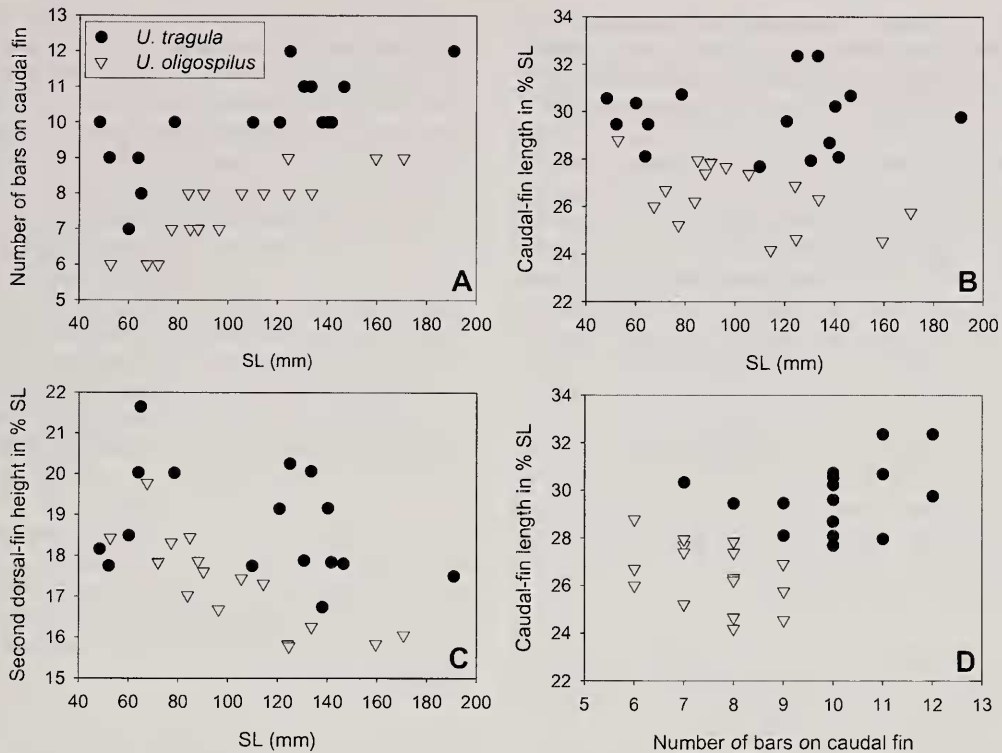 Number of bars on caudal fin
13
12
11
10
9
8
7
6
5
U. tragula
U. oligospilus
A
40 60 80 100 120 140 160 180 200
SL (mm)
Caudal-fin length in % SL
34
32
30
28
26
24
22
B
40 60 80 100 120 140 160 180 200
SL (mm)
Second dorsal-fin height in % SL
22
21
20
19
18
17
16
15
C
40 60 80 100 120 140 160 180 200
SL (mm)
Caudal-fin length in % SL
34
32
30
28
26
24
22
D
5 6 7 8 9 10 11 12 13
Number of bars on caudal fin